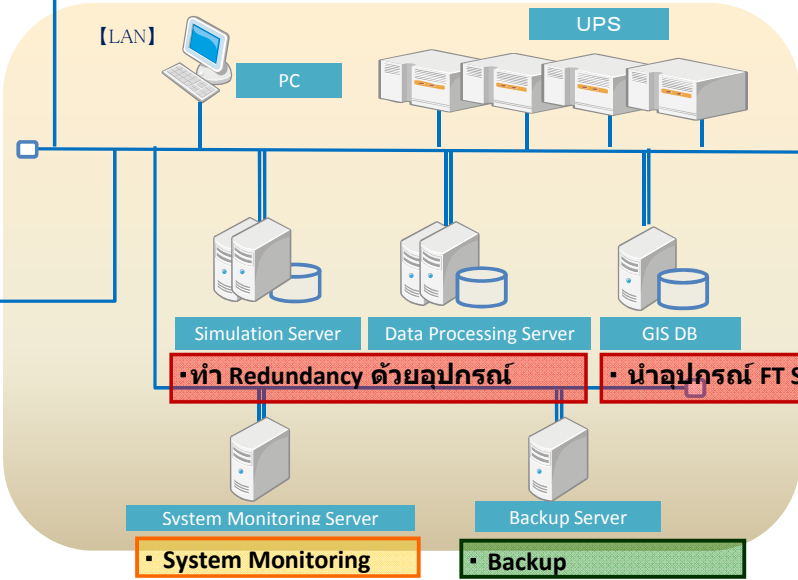 【LAN】
UPS
PC
Simulation Server
Data Processing Server
GIS DB
▪ทำ Redundancy ด้วยอุปกรณ์
▪ นำอุปกรณ์ FT S
System Monitoring Server
Backup Server
▪ System Monitoring
▪ Backup